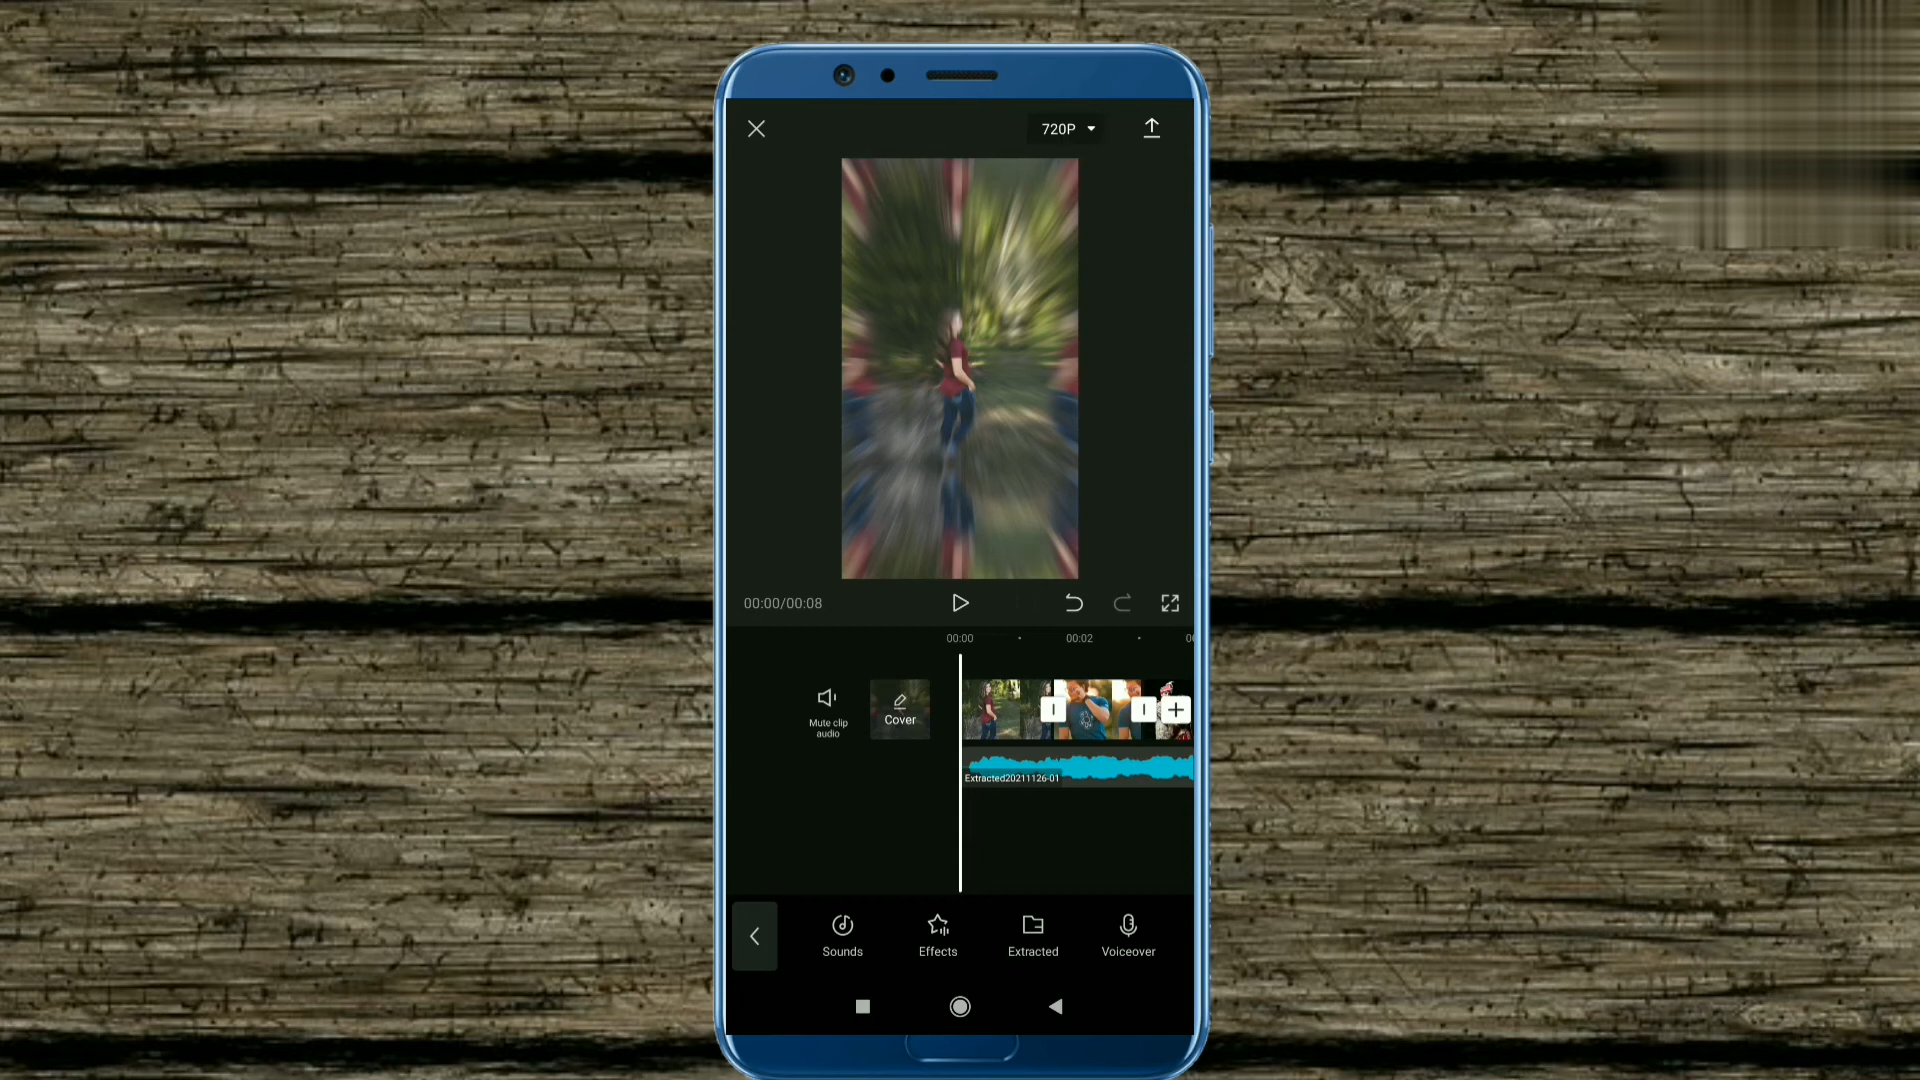 720P
00:00/00:08
00:00
00:02
Mute clip
audio
Cover
Extracted20211126-01
Sounds
Effects
Extracted
Voiceover